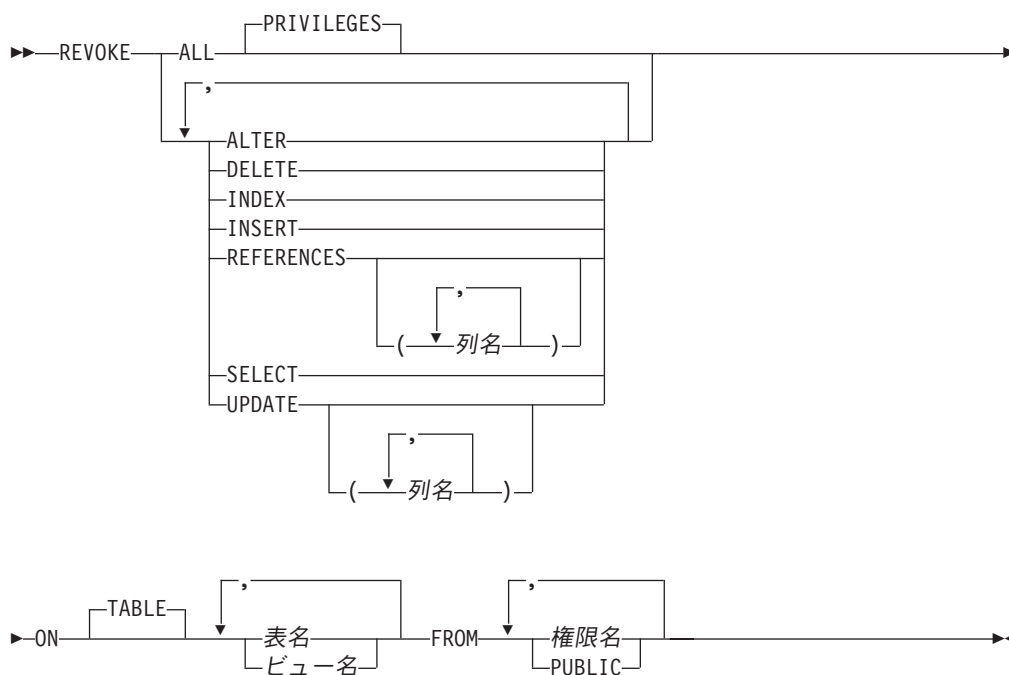 PRIVILEGES
REVOKE ALL
,
ALTER
DELETE
INDEX
INSERT
REFERENCES
,
( 列名 )
SELECT
UPDATE
,
( 列名 )
, ,
TABLE
ON 表名 FROM 権限名
ビュー名 PUBLIC